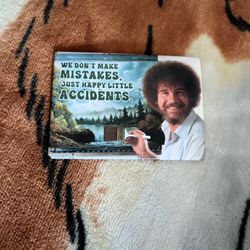 WE DON'T MAKE
MISTAKES,
JUST HAPPY LITTLE
ACCIDENTS.